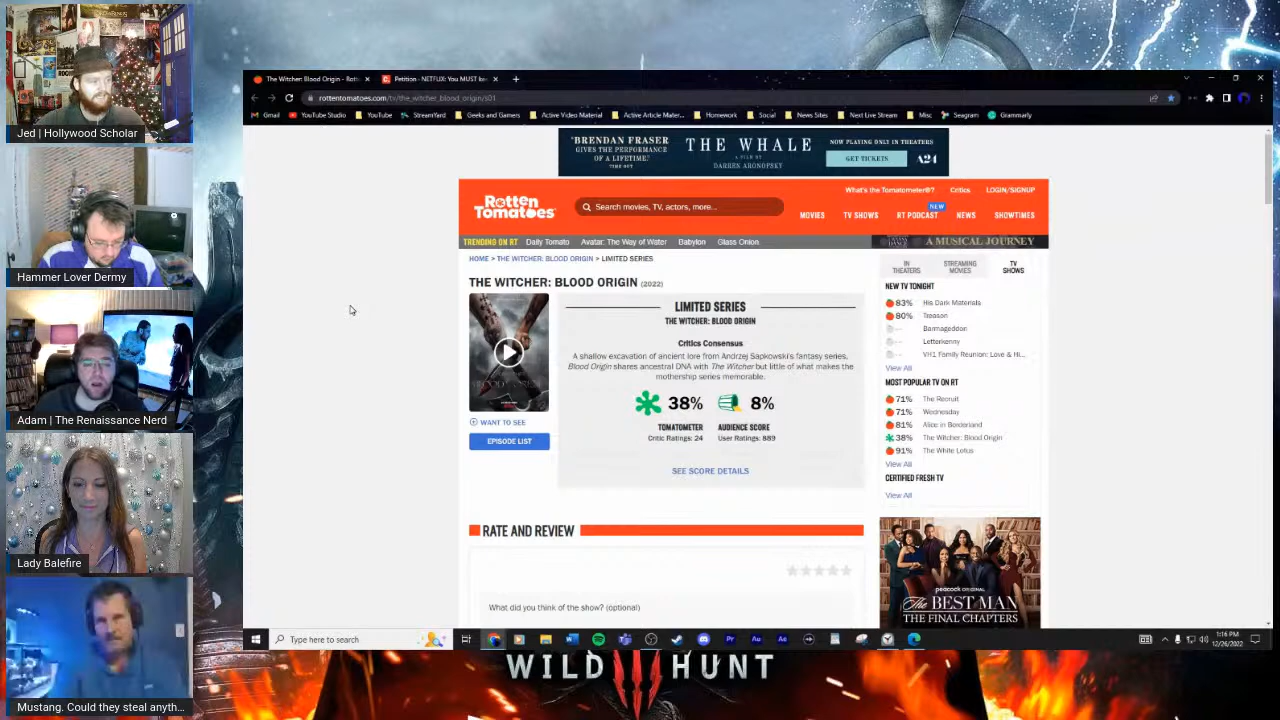 Jed | Hollywood Scholar
Hammer Lover Dermy
Adam | The Renaissance Nerd
Lady Balefire
Mustang. Could they steal anyth...
The Witcher: Blood Origin - Rott
Petition - NETFLIX: You MUST
rottentomatoes.com/tv/the_witcher_blood_origin/s01
Gmail YouTube Studio YouTube StreamYard Geeks and Gamers Active Video Material Active Article Mater... Homework Social News Sites Next Live Stream Misc Seagram Grammarly
"BRENDAN FRASER
GIVES THE PERFORMANCE
OF A LIFETIME."
THE WHALE
A FILM BY
DARREN ARONOFSKY
NOW PLAYING ONLY IN THEATERS
GET TICKETS
A24
What's the Tomatometer®? Critics LOGIN/SIGNUP
Rotten
Tomatoes
Search movies, TV, actors, more...
NEW
MOVIES TV SHOWS RT PODCAST NEWS SHOWTIMES
TRENDING ON RT Daily Tomato Avatar: The Way of Water Babylon Glass Onion
A MUSICAL JOURNEY
HOME > THE WITCHER: BLOOD ORIGIN > LIMITED SERIES
THE WITCHER: BLOOD ORIGIN (2022)
WANT TO SEE
EPISODE LIST
LIMITED SERIES
THE WITCHER: BLOOD ORIGIN
Critics Consensus
A shallow excavation of ancient lore from Andrzej Sapkowski's fantasy series,
Blood Origin shares ancestral DNA with The Witcher but little of what makes the
mothership series memorable.
38% 8%
TOMATOMETER AUDIENCE SCORE
Critic Ratings: 24 User Ratings: 889
SEE SCORE DETAILS
RATE AND REVIEW
What did you think of the show? (optional)
IN
THEATERS
STREAMING
MOVIES
TV
SHOWS
NEW TV TONIGHT
83% His Dark Materials
80% Treason
-- Barmageddon
-- Letterkenny
-- VH1 Family Reunion: Love & Hi...
View All
MOST POPULAR TV ON RT
71% The Recruit
71% Wednesday
81% Alice in Borderland
38% The Witcher: Blood Origin
91% The White Lotus
View All
CERTIFIED FRESH TV
View All
peacock ORIGINAL
The BEST MAN
THE FINAL CHAPTERS
Type here to search
1:16 PM
12/26/2022
WILD HUNT